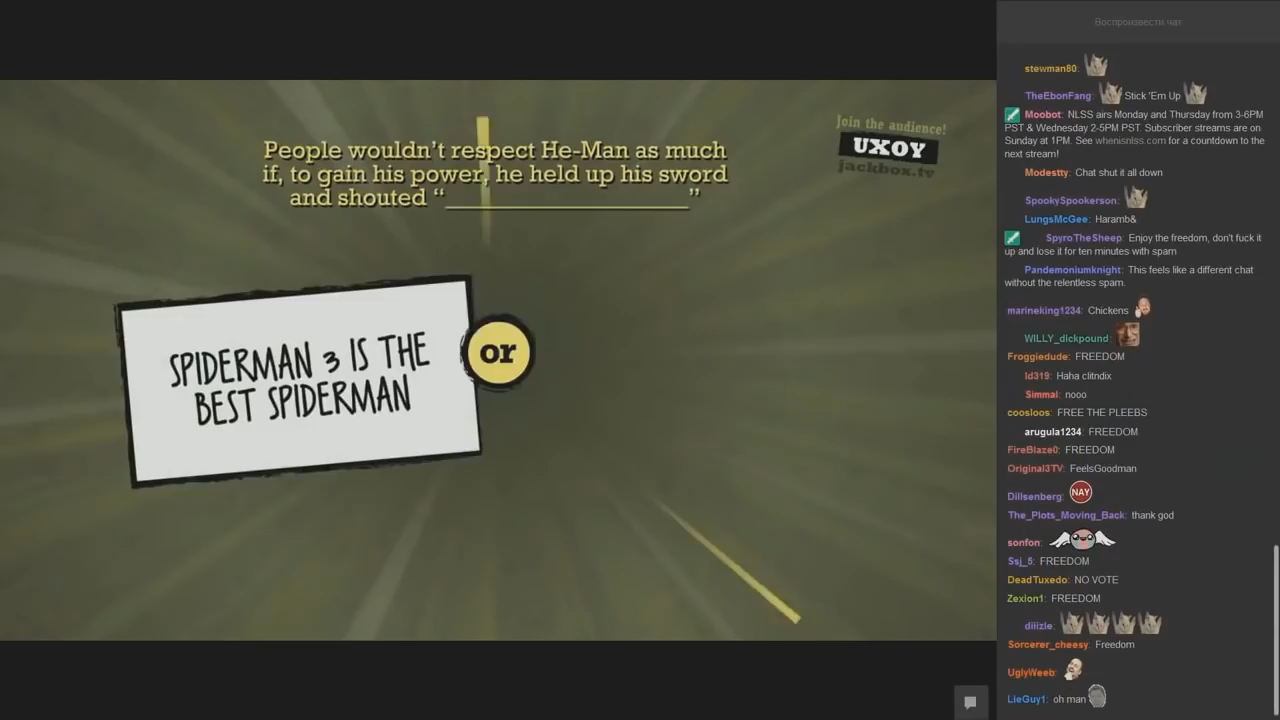 Воспроизвести чат
stewman80:
TheEbonFang: Stick 'Em Up
Moobot: NLSS airs Monday and Thursday from 3-6PM
PST & Wednesday 2-5PM PST. Subscriber streams are on
Sunday at 1PM. See whenisnlss.com for a countdown to the
next stream!
Modestty: Chat shut it all down
SpookySpookerson:
LungsMcGee: Haramb&
SpyroTheSheep: Enjoy the freedom, don't fuck it
up and lose it for ten minutes with spam
Pandemoniumknight: This feels like a different chat
without the relentless spam.
marineking1234: Chickens
WILLY_dickpound:
Froggiedude: FREEDOM
ld319: Haha clitndix
Simmal: nooo
coosloos: FREE THE PLEEBS
arugula1234: FREEDOM
FireBlaze0: FREEDOM
Original3TV: FeelsGoodman
Dillsenberg: NAY
The_Plots_Moving_Back: thank god
sonfon:
Ssj_5: FREEDOM
DeadTuxedo: NO VOTE
Zexion1: FREEDOM
diiizle:
Sorcerer_cheesy: Freedom
UglyWeeb:
LieGuy1: oh man
Join the audience!
UXOY
jackbox.tv
People wouldn't respect He-Man as much
if, to gain his power, he held up his sword
and shouted “____________________”
SPIDERMAN 3 IS THE
BEST SPIDERMAN
or